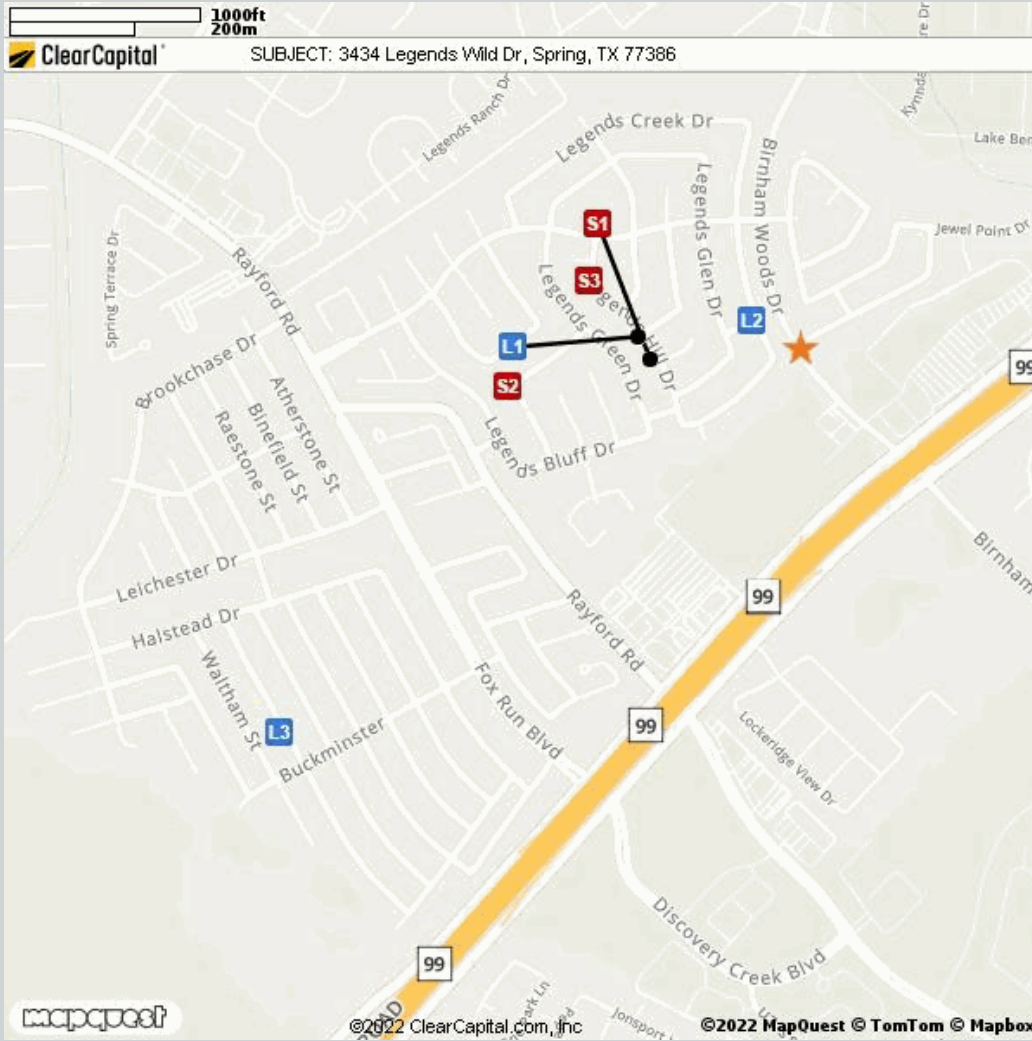 1000ft
200m
ClearCapital
SUBJECT: 3434 Legends Wild Dr, Spring, TX 77386
Legends Ranch Dr
Legends Creek Dr
Birnham Woods Dr
Lake
Legends Glen Dr
Jewel Point Dr
Spring Terrace Dr
Rayford Rd
S1
S3
Legends Green Dr
Hill Dr
L2
L1
S2
99
Brookchase Dr
Atherstone St
Binefield St
Raestone St
Legends Bluff Dr
Birnham
Leichester Dr
Halstead Dr
99
Rayford Rd
Waltham St
L3
Buckminster
Fox Run Blvd
99
Lockeridge View Dr
Discovery Creek Blvd
99
mapquest
©2022 ClearCapital.com, Inc
©2022 MapQuest © TomTom © Mapbox